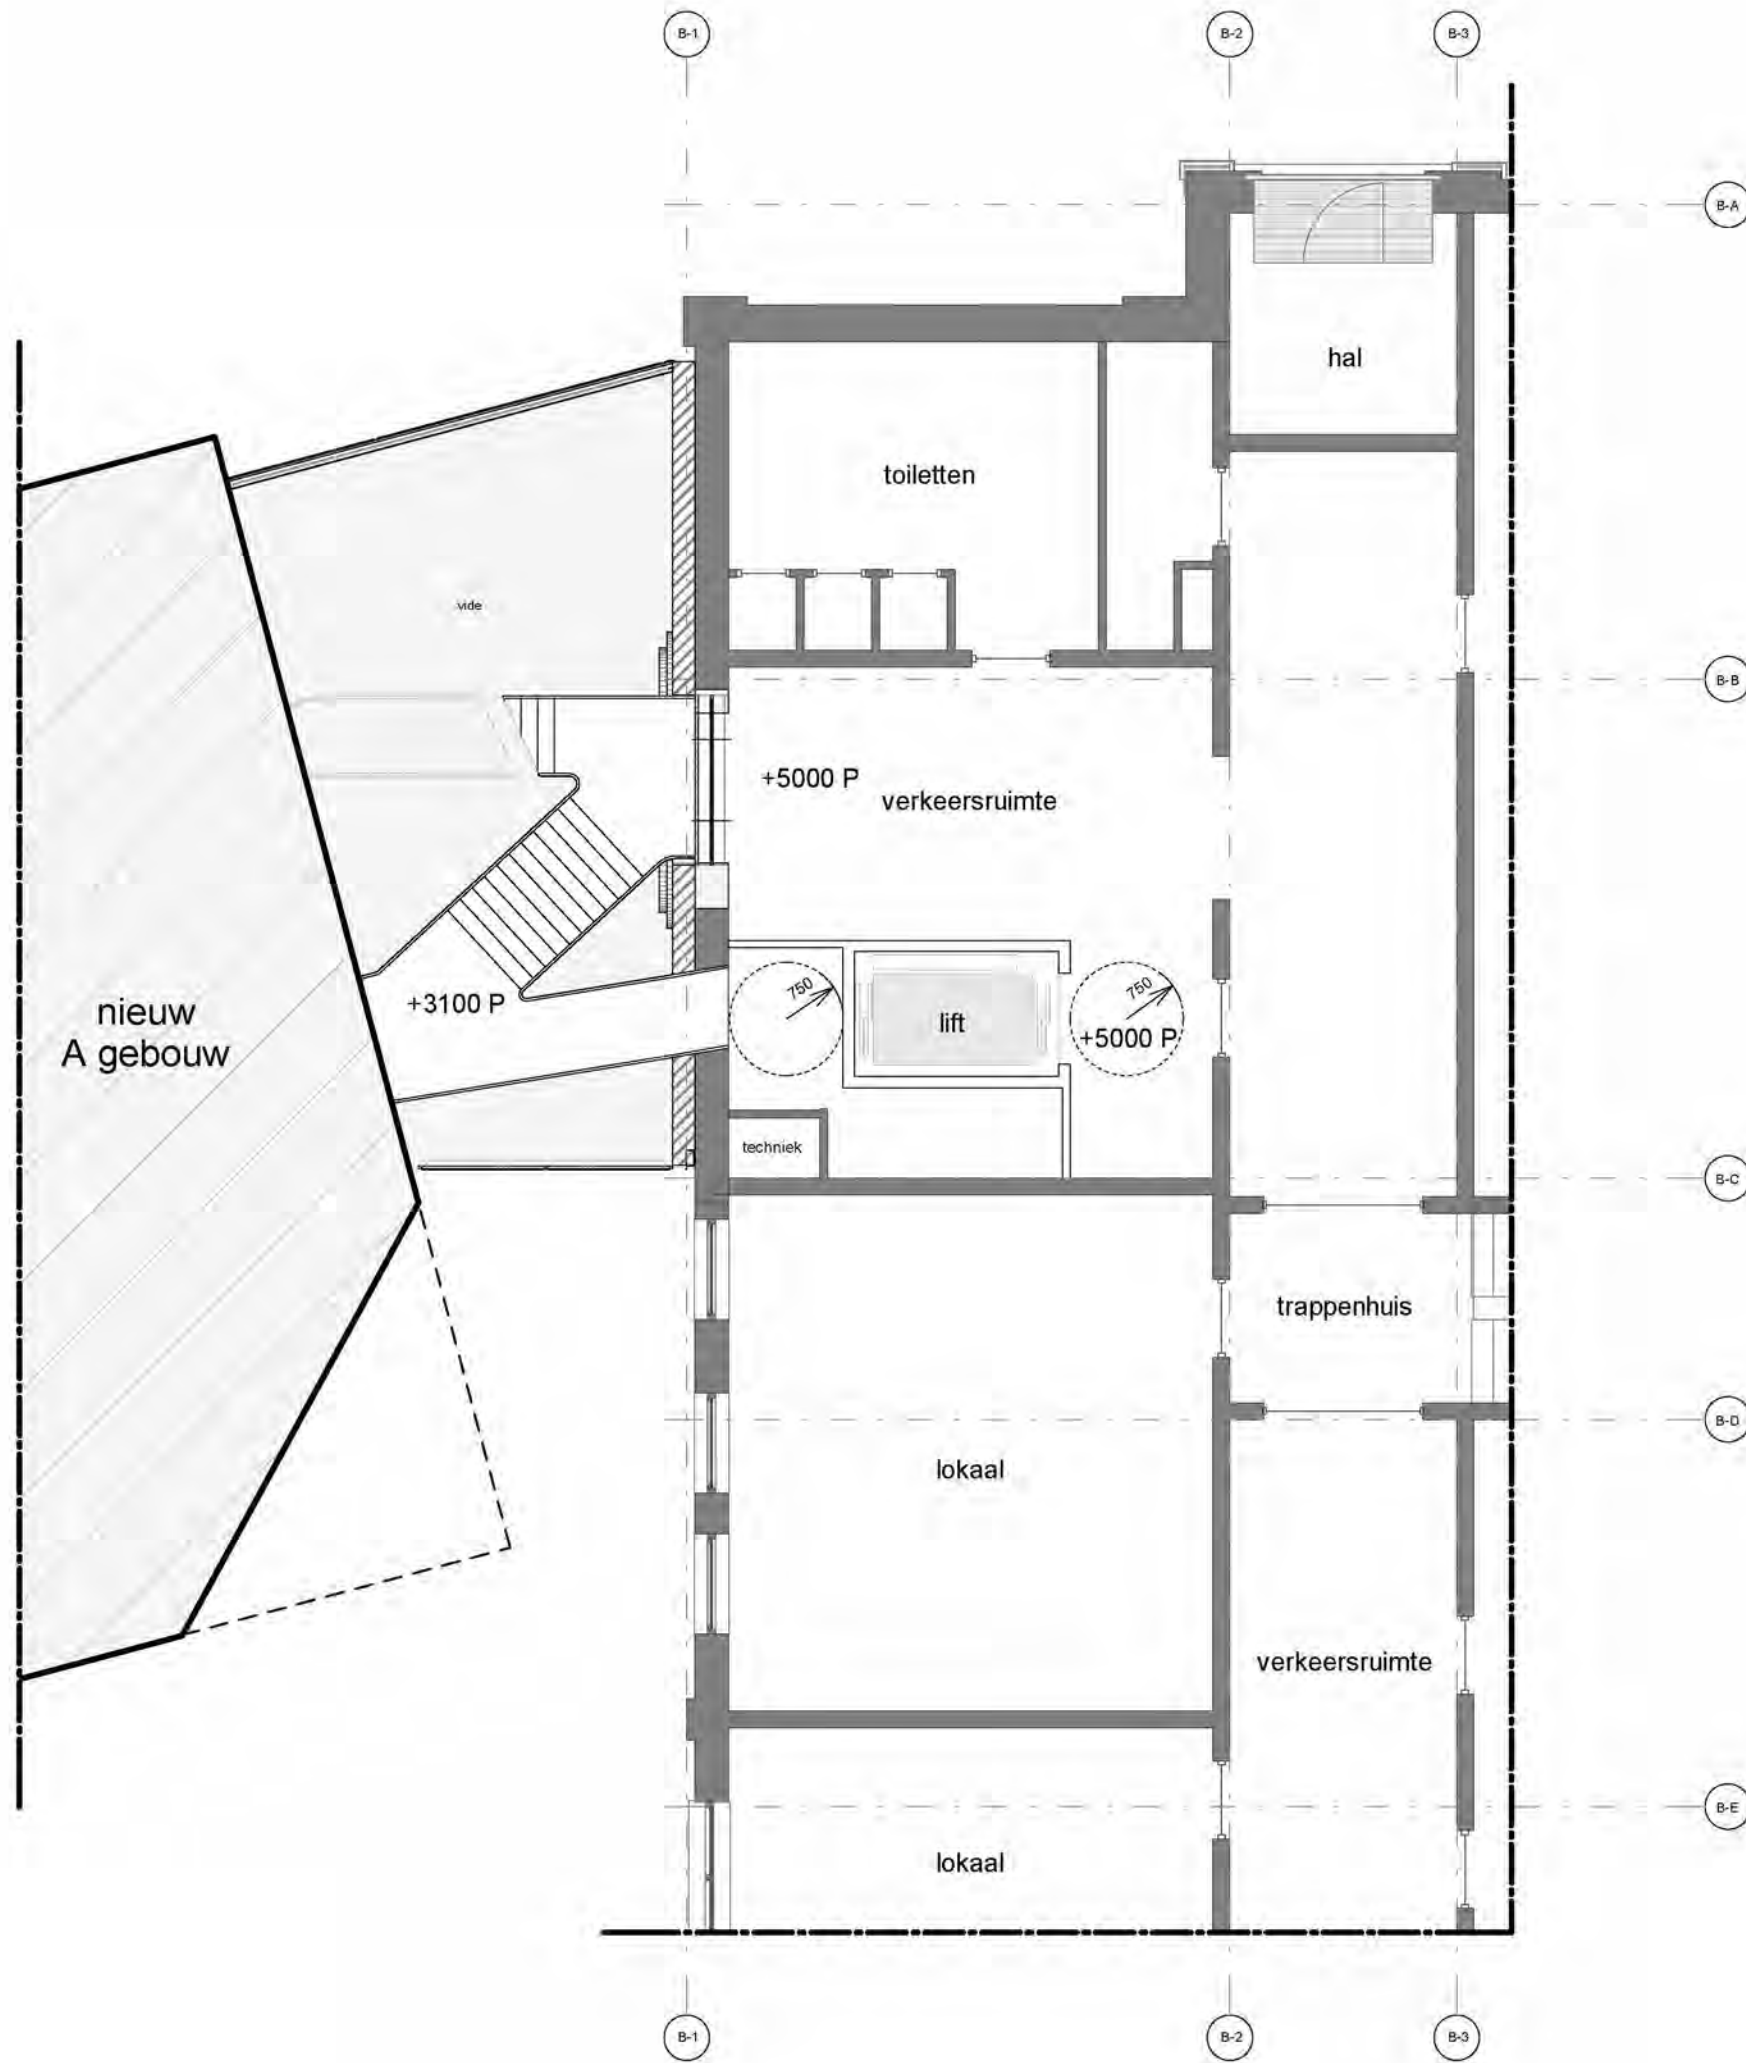 B-1
B-2
B-3
B-A
hal
toiletten
vide
B-B
+5000 P
verkeersruimte
750
750
nieuw
A gebouw
+3100 P
lift
+5000 P
techniek
B-C
trappenhuis
B-D
lokaal
verkeersruimte
B-E
lokaal
B-1
B-2
B-3